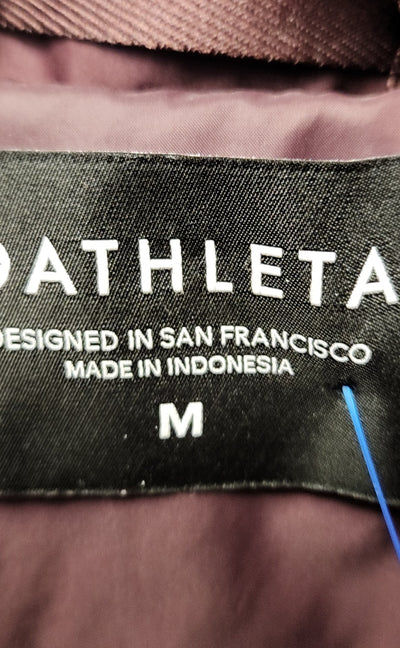 ATHLETA
DESIGNED IN SAN FRANCISCO
MADE IN INDONESIA
M